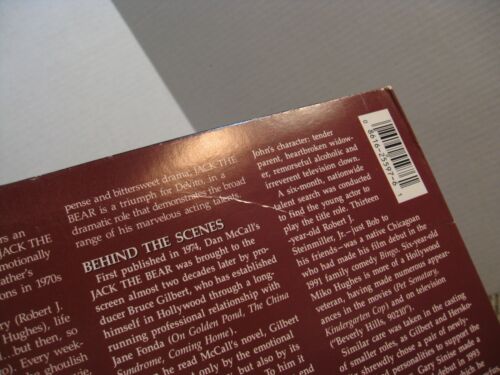 pense and bittersweet drama, JACK THE
BEAR is a triumph for DeVito, in a
dramatic role that demonstrates the broad
range of his marvelous acting talents.
ers an
JACK THE
motionally
ather's
ons in 1970s
ry (Robert J.
Hughes), life
..but then, so
). Every week-
BEHIND THE SCENES
First published in 1974, Dan McCall's
JACK THE BEAR was brought to the
screen almost two decades later by pro-
ducer Bruce Gilbert, who has established
himself in Hollywood through a long-
running professional relationship with
Jane Fonda (On Golden Pond, The China
Syndrome, Coming Home).
he read McCall's novel, Gilbert
only by the emotional
but also by its
John's character: tender
parent, heartbroken widow-
er, remorseful alcoholic and
irreverent television clown.
A six-month, nationwide
talent search was conducted
to find the young actor to
play the title role. Thirteen
-year-old Robert J.
Steinmiller, Jr.–just Bob to
his friends–was a native Chicagoan
who had made his film debut in the
1991 family comedy Bingo. Six-year-old
Miko Hughes is more of a Hollywood
veteran, having made numerous appear-
ances in the movies (Pet Sematary,
Kindergarten Cop) and on television
("Beverly Hills, 90210").
Similar care was taken in the casting
of smaller roles, as Gilbert and Hersko
shrewdly chose a pair of newly-
personalities to support the
Gary Sinise made
debut in 1993
0 86162-55976